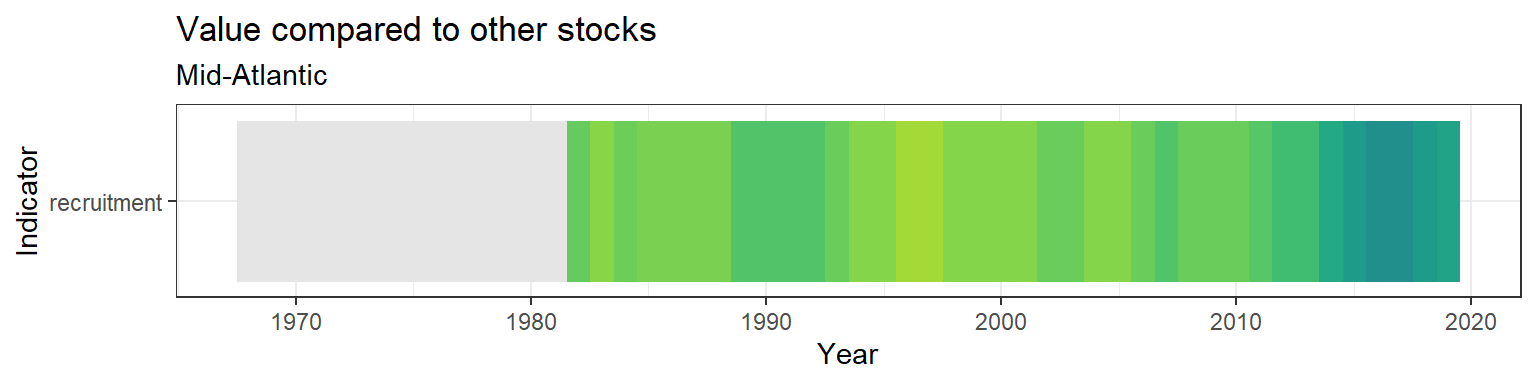 Value compared to other stocks
Mid-Atlantic
Indicator
recruitment
1970 1980 1990 2000 2010 2020
Year